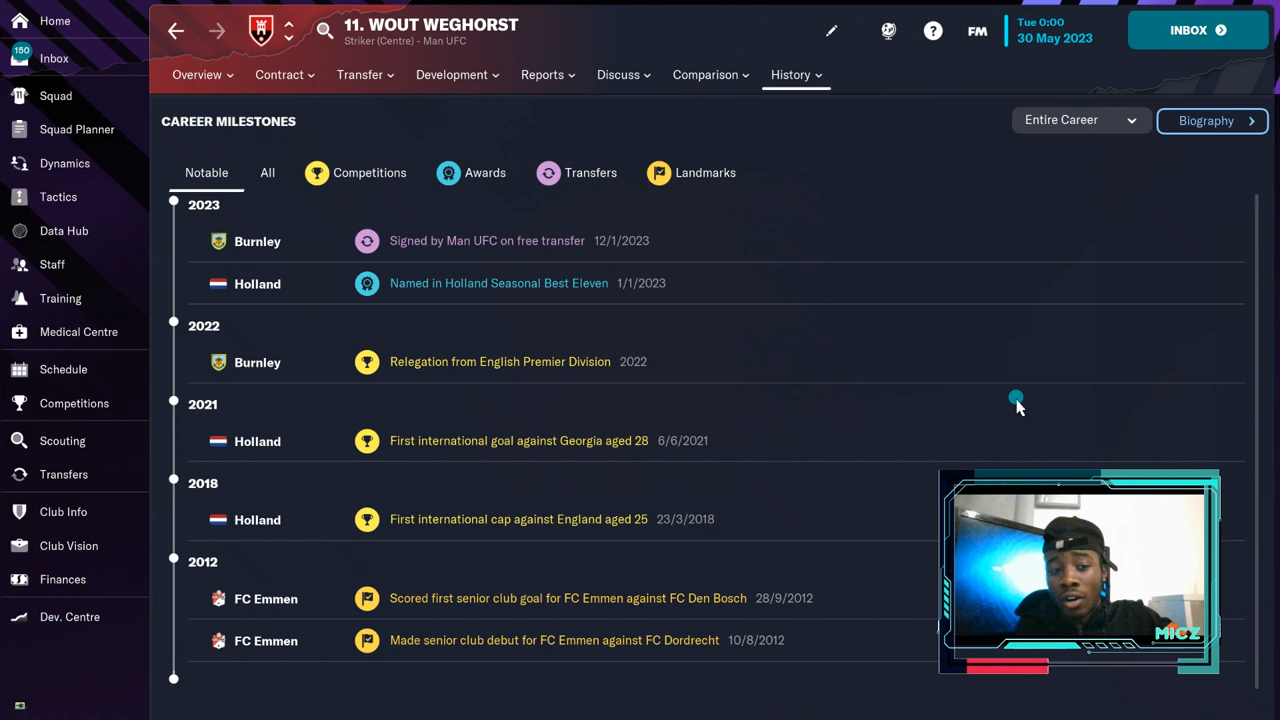 Home
150
Inbox
11
Squad
Squad Planner
Dynamics
Tactics
Data Hub
Staff
Training
Medical Centre
Schedule
Competitions
Scouting
Transfers
Club Info
Club Vision
Finances
Dev. Centre
11. WOUT WEGHORST
Striker (Centre) - Man UFC
? FM
Tue 0:00
30 May 2023
INBOX
Overview Contract Transfer Development Reports Discuss Comparison History
CAREER MILESTONES
Entire Career
Biography
Notable All Competitions Awards Transfers Landmarks
2023
Burnley Signed by Man UFC on free transfer 12/1/2023
Holland Named in Holland Seasonal Best Eleven 1/1/2023
2022
Burnley Relegation from English Premier Division 2022
2021
Holland First international goal against Georgia aged 28 6/6/2021
2018
Holland First international cap against England aged 25 23/3/2018
2012
FC Emmen Scored first senior club goal for FC Emmen against FC Den Bosch 28/9/2012
FC Emmen Made senior club debut for FC Emmen against FC Dordrecht 10/8/2012
MICZ